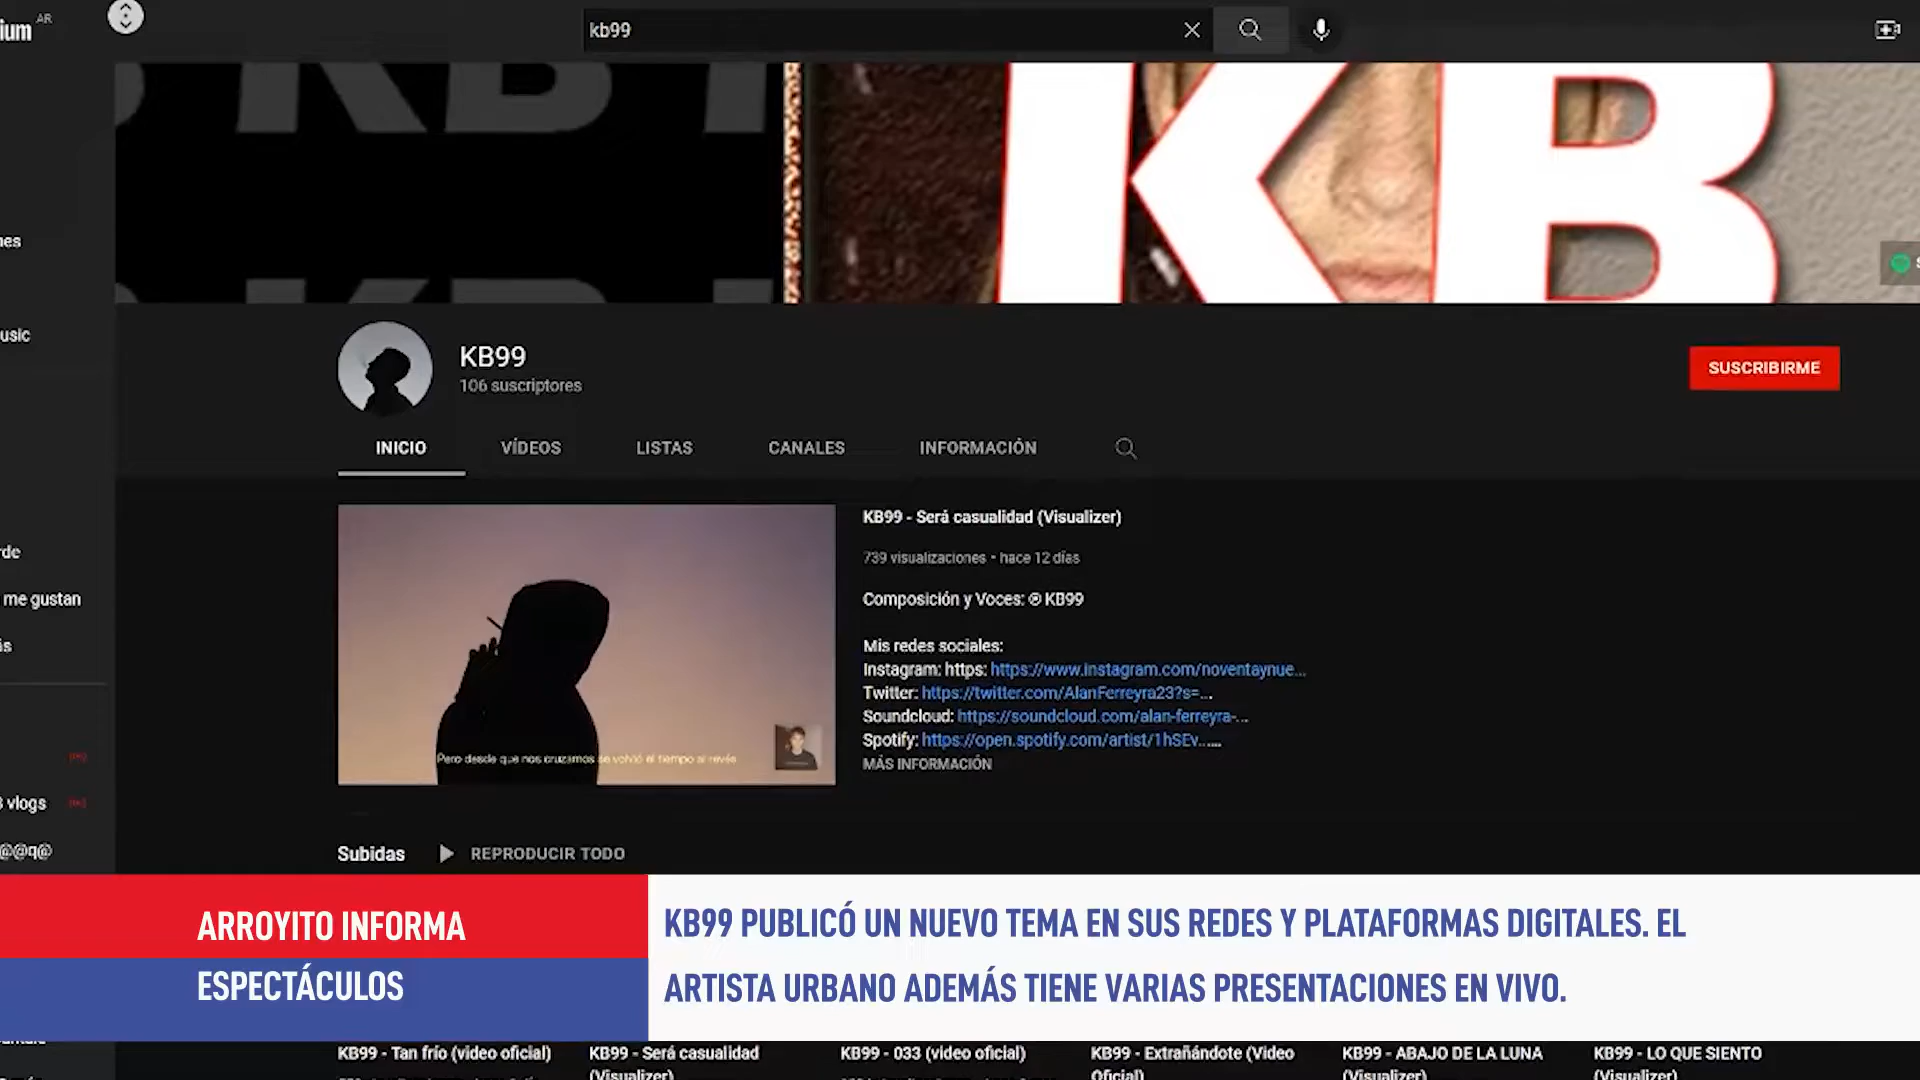 AR
kb99
KB
KB99
106 suscriptores
SUSCRIBIRME
INICIO
VÍDEOS
LISTAS
CANALES
INFORMACIÓN
KB99 - Será casualidad (Visualizer)
739 visualizaciones • hace 12 días
Composición y Voces: ℗ KB99
Mis redes sociales:
Instagram: https: https://www.instagram.com/noventaynue...
Twitter: https://twitter.com/AlanFerreyra23?s=...
Soundcloud: https://soundcloud.com/alan-ferreyra-...
Spotify: https://open.spotify.com/artist/1hSEv......
MÁS INFORMACIÓN
Pero desde que nos cruzamos se volvió el tiempo al revés
me gustan
vlogs
Subidas
REPRODUCIR TODO
ARROYITO INFORMA
ESPECTÁCULOS
KB99 PUBLICÓ UN NUEVO TEMA EN SUS REDES Y PLATAFORMAS DIGITALES. EL
ARTISTA URBANO ADEMÁS TIENE VARIAS PRESENTACIONES EN VIVO.
KB99 - Tan frío (video oficial)
KB99 - Será casualidad
(Visualizer)
KB99 - 033 (video oficial)
KB99 - Extrañándote (Video
Oficial)
KB99 - ABAJO DE LA LUNA
(Visualizer)
KB99 - LO QUE SIENTO
(Visualizer)